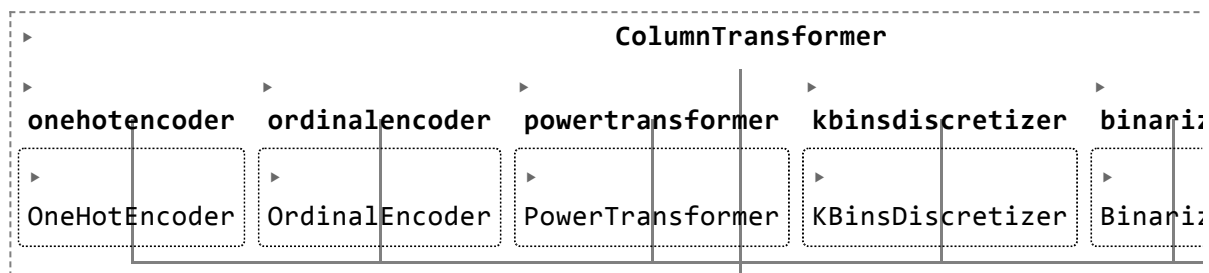 ColumnTransformer
onehotencoder ordinalencoder powertransformer kbinsdiscretizer
OneHotEncoder OrdinalEncoder PowerTransformer KBinsDiscretizer